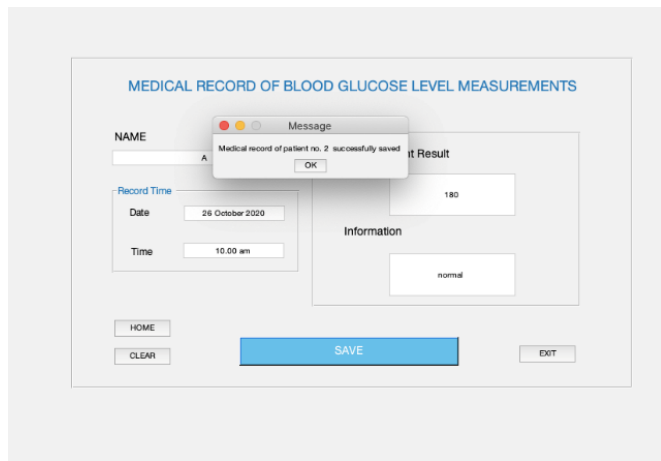 MEDICAL RECORD OF BLOOD GLUCOSE LEVEL MEASUREMENTS
Message
Medical record of patient no. 2 successfully saved
OK
NAME
A
Result
Record Time
Date
26 October 2020
Time
10.00 am
180
Information
normal
HOME
CLEAR
SAVE
EXIT